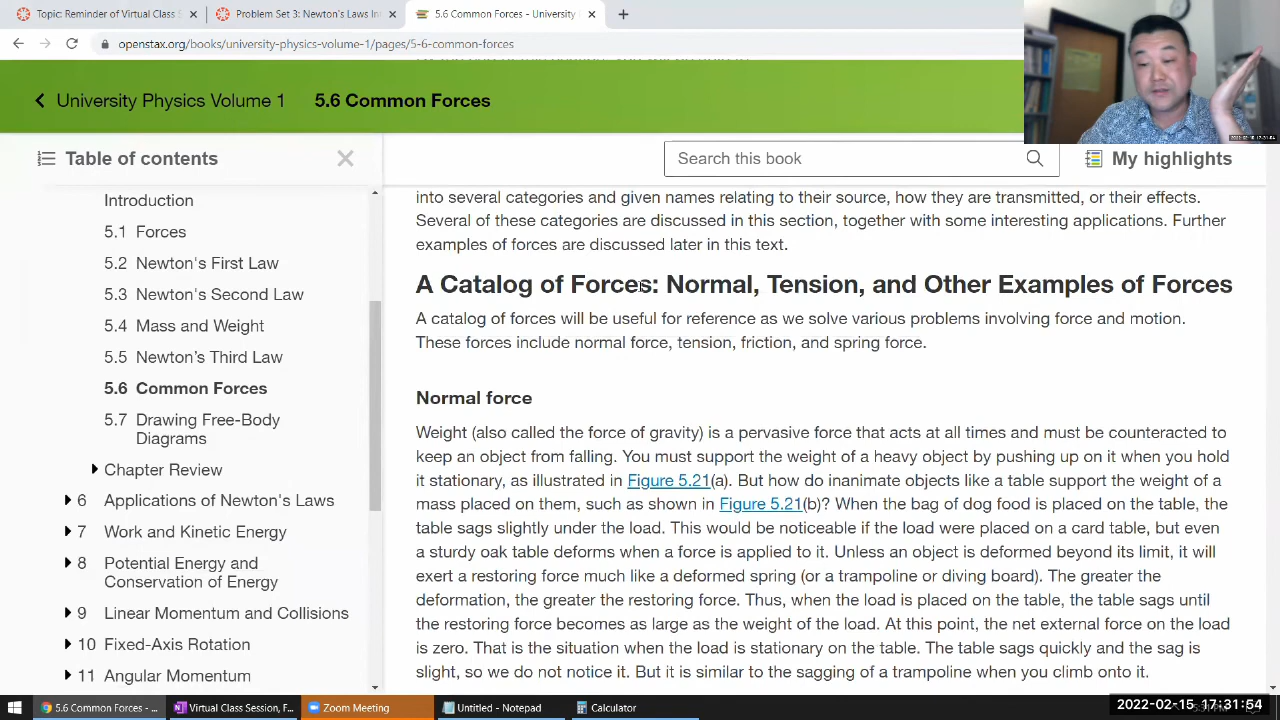 Topic: Reminder of Virtual Class S
Problem Set 3: Newton's Laws In
5.6 Common Forces - University
openstax.org/books/university-physics-volume-1/pages/5-6-common-forces
University Physics Volume 1
5.6 Common Forces
Table of contents
Search this book
My highlights
Introduction
5.1 Forces
5.2 Newton's First Law
5.3 Newton's Second Law
5.4 Mass and Weight
5.5 Newton's Third Law
5.6 Common Forces
5.7 Drawing Free-Body
Diagrams
Chapter Review
6 Applications of Newton's Laws
7 Work and Kinetic Energy
8 Potential Energy and
Conservation of Energy
9 Linear Momentum and Collisions
10 Fixed-Axis Rotation
11 Angular Momentum
into several categories and given names relating to their source, how they are transmitted, or their effects.
Several of these categories are discussed in this section, together with some interesting applications. Further
examples of forces are discussed later in this text.
A Catalog of Forces: Normal, Tension, and Other Examples of Forces
A catalog of forces will be useful for reference as we solve various problems involving force and motion.
These forces include normal force, tension, friction, and spring force.
Normal force
Weight (also called the force of gravity) is a pervasive force that acts at all times and must be counteracted to
keep an object from falling. You must support the weight of a heavy object by pushing up on it when you hold
it stationary, as illustrated in Figure 5.21(a). But how do inanimate objects like a table support the weight of a
mass placed on them, such as shown in Figure 5.21(b)? When the bag of dog food is placed on the table, the
table sags slightly under the load. This would be noticeable if the load were placed on a card table, but even
a sturdy oak table deforms when a force is applied to it. Unless an object is deformed beyond its limit, it will
exert a restoring force much like a deformed spring (or a trampoline or diving board). The greater the
deformation, the greater the restoring force. Thus, when the load is placed on the table, the table sags until
the restoring force becomes as large as the weight of the load. At this point, the net external force on the load
is zero. That is the situation when the load is stationary on the table. The table sags quickly and the sag is
slight, so we do not notice it. But it is similar to the sagging of a trampoline when you climb onto it.
5.6 Common Forces - ...
Virtual Class Session, F...
Zoom Meeting
Untitled - Notepad
Calculator
2022-02-15 17:31:54
2022-02-15 17:31:54